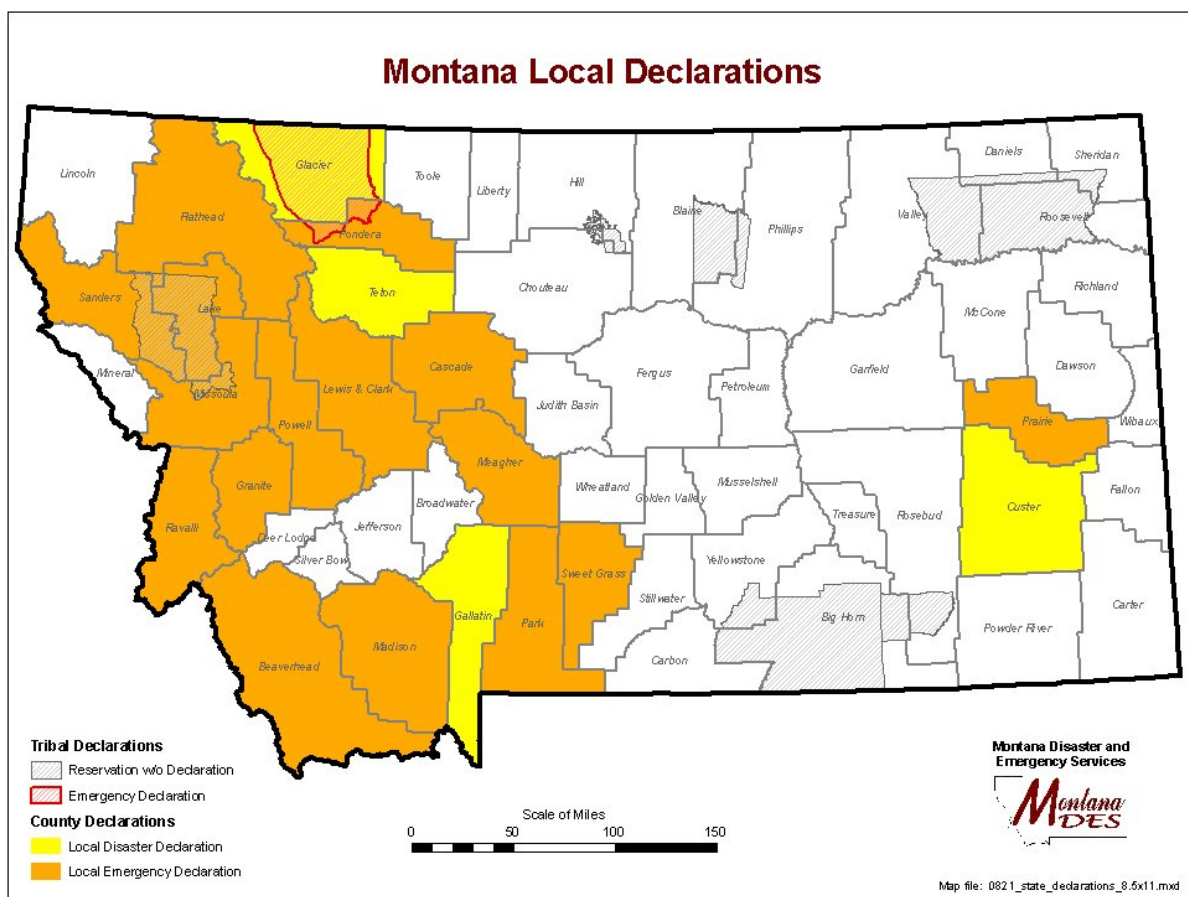 Montana Local Declarations
Lincoln
Flathead
Glacier
Toole
Liberty
Hill
Blaine
Phillips
Valley
Daniels
Sheridan
Roosevelt
Pondera
Teton
Chouteau
Richland
McCone
Sanders
Lake
Mineral
Missoula
Lewis & Clark
Cascade
Powell
Judith Basin
Fergus
Petroleum
Garfield
Dawson
Prairie
Wibaux
Granite
Ravalli
Meagher
Broadwater
Jefferson
Deer Lodge
Silver Bow
Wheatland
Golden Valley
Musselshell
Treasure
Rosebud
Custer
Fallon
Sweet Grass
Stillwater
Yellowstone
Gallatin
Park
Madison
Beaverhead
Carbon
Big Horn
Powder River
Carter
Tribal Declarations
Reservation w/o Declaration
Emergency Declaration
County Declarations
Local Disaster Declaration
Local Emergency Declaration
Scale of Miles
0 50 100 150
Montana Disaster and
Emergency Services
Montana
DES
Map file: 0821_state_declarations_8.5x11.mxd